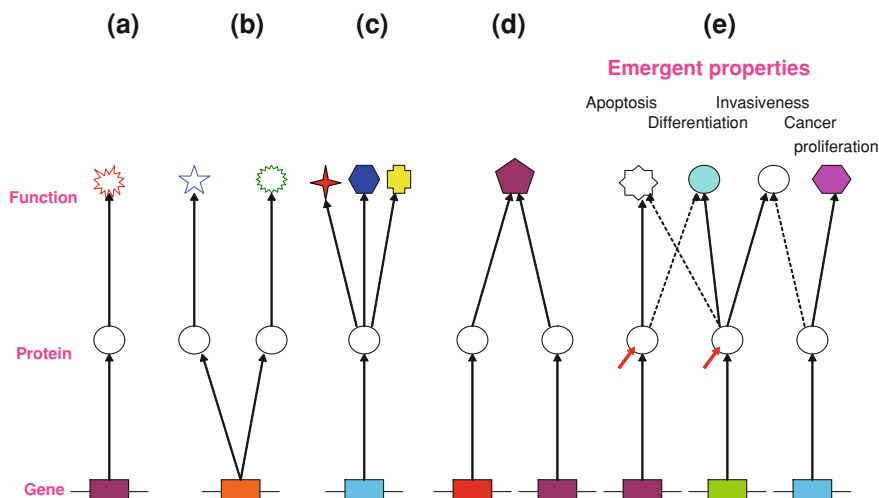 (a)
(b)
(c)
(d)
(e)
Emergent properties
Apoptosis
Invasiveness
Differentiation
Cancer
proliferation
Function
Protein
Gene